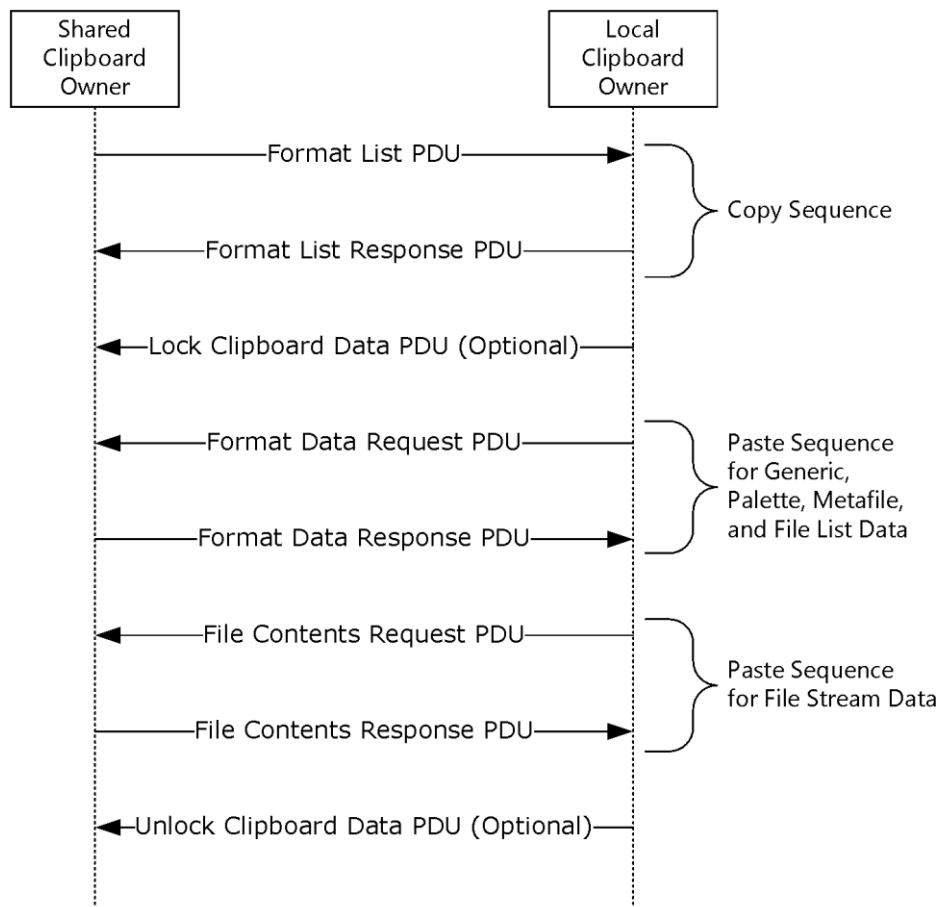 Shared
Clipboard
Owner
Local
Clipboard
Owner
Format List PDU
Copy Sequence
Format List Response PDU
Lock Clipboard Data PDU (Optional)
Format Data Request PDU
Paste Sequence
for Generic,
Palette, Metafile,
and File List Data
Format Data Response PDU
File Contents Request PDU
Paste Sequence
for File Stream Data
File Contents Response PDU
Unlock Clipboard Data PDU (Optional)